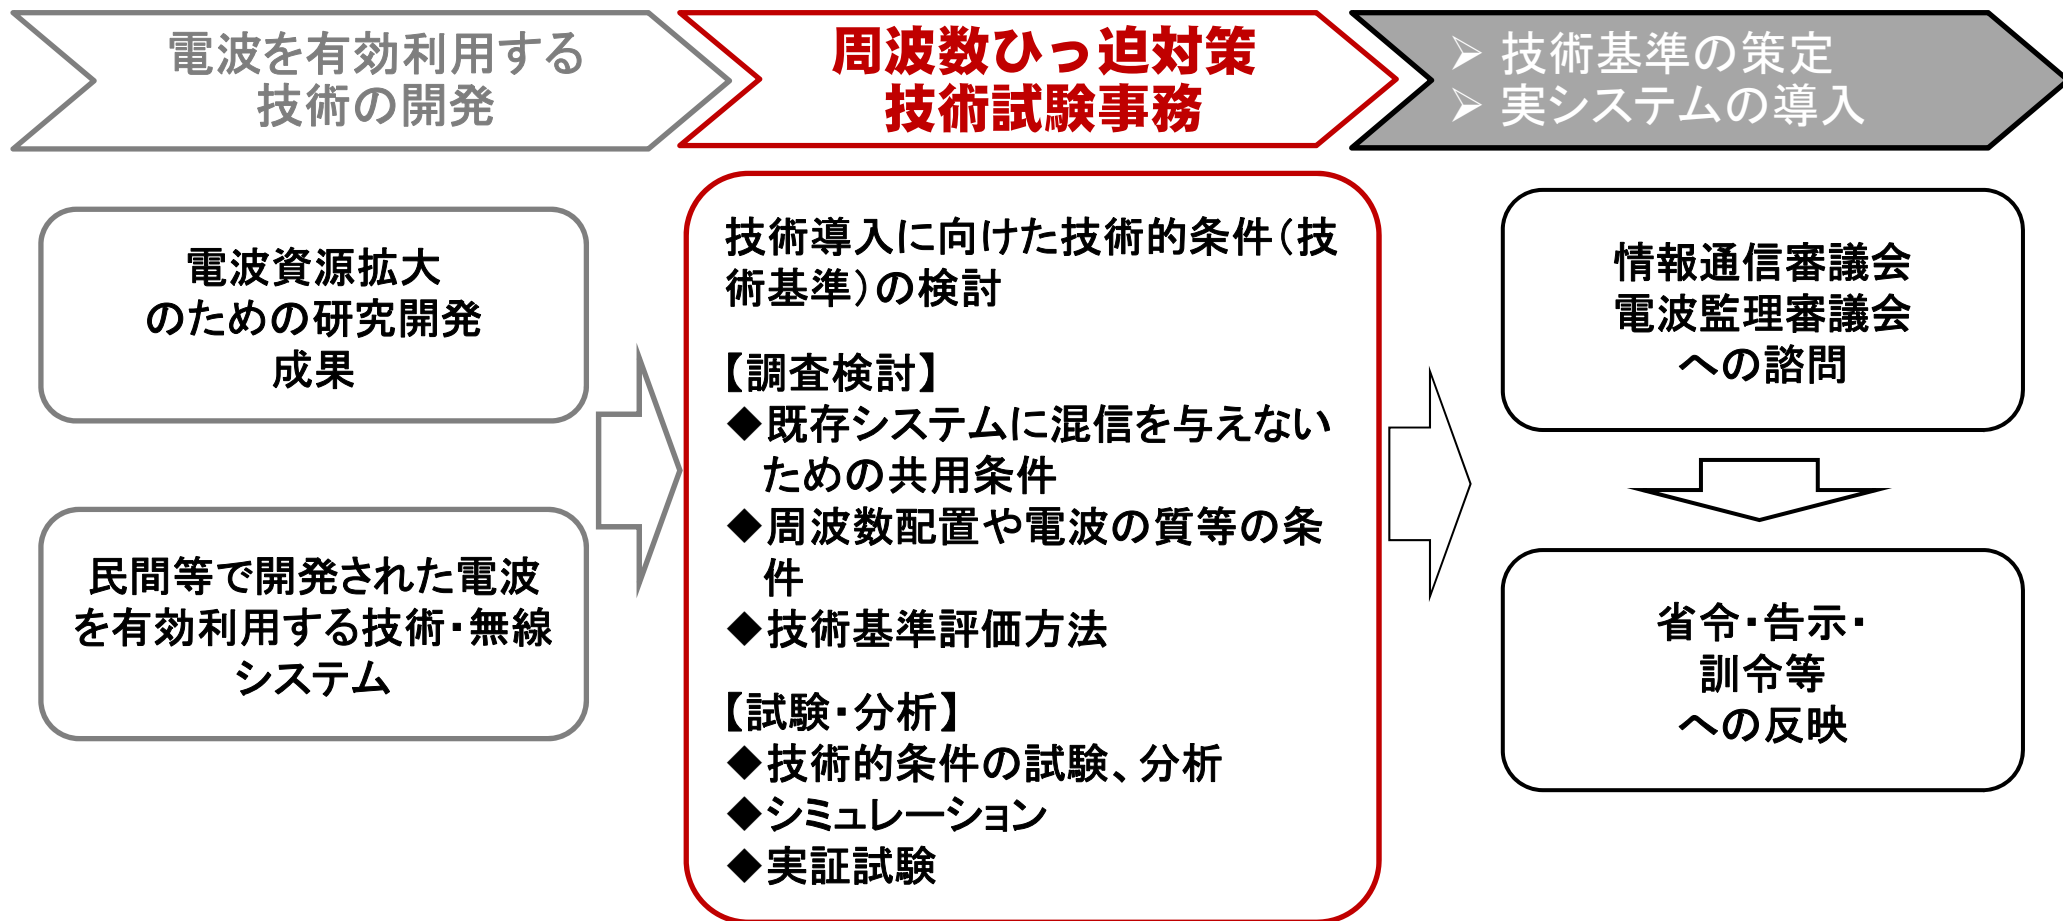 電波を有効利用する
技術の開発
周波数ひっ迫対策
技術試験事務
➢ 技術基準の策定
➢ 実システムの導入
電波資源拡大
のための研究開発
成果
民間等で開発された電波
を有効利用する技術・無線
システム
技術導入に向けた技術的条件（技
術基準）の検討
【調査検討】
◆既存システムに混信を与えない
ための共用条件
◆周波数配置や電波の質等の条
件
◆技術基準評価方法
【試験・分析】
◆技術的条件の試験、分析
◆シミュレーション
◆実証試験
情報通信審議会
電波監理審議会
への諮問
省令・告示・
訓令等
への反映